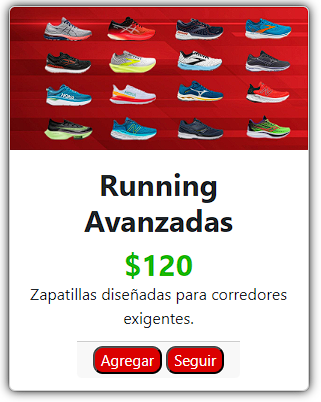 Running
Avanzadas
$120
Zapatillas diseñadas para corredores
exigentes.
Agregar Seguir